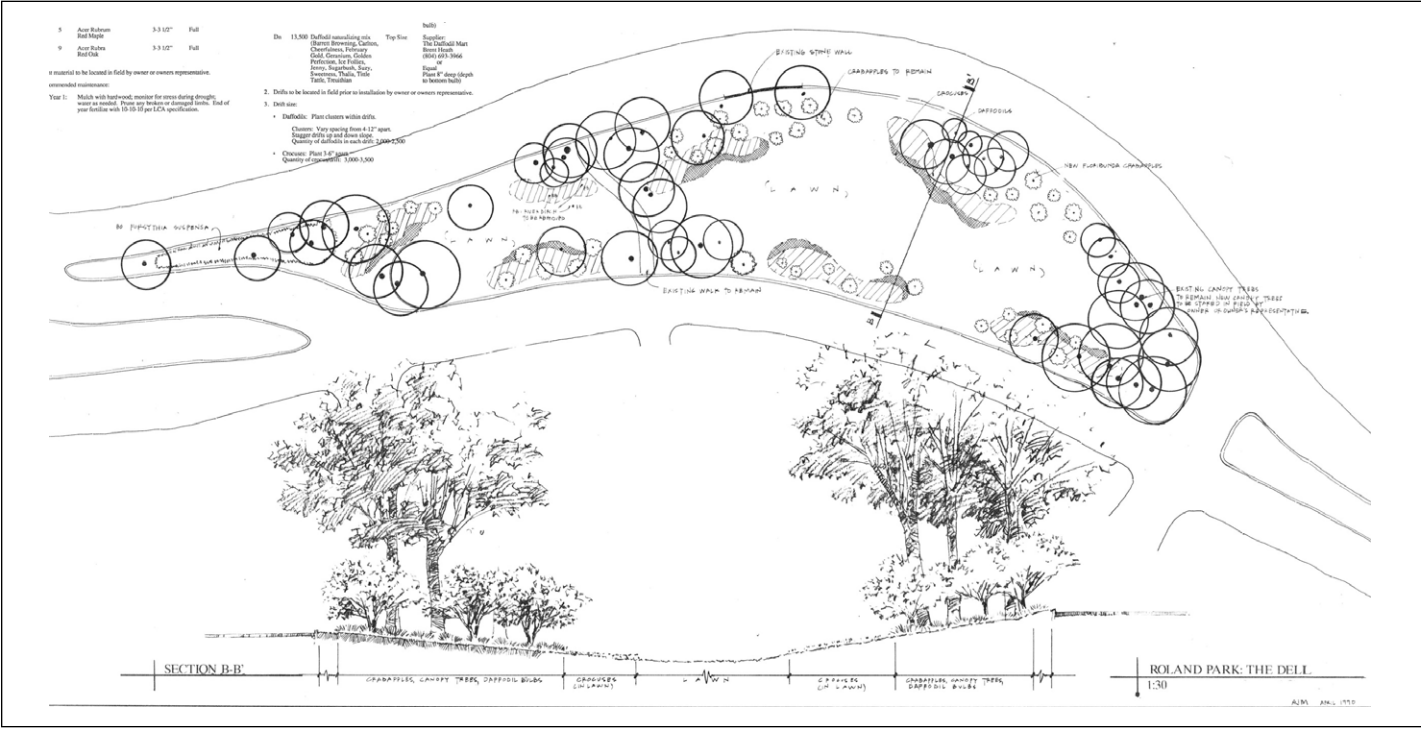 5 Acer Rubrum 3-3 1/2" Full
Red Maple
9 Acer Rubra 3-3 1/2" Full
Red Oak
material to be located in field by owner or owners representative.
ommended maintenance:
Year 1: Mulch with hardwood; monitor for stress during drought;
water as needed. Prune any broken or damaged limbs. End of
year fertilize with 10-10-10 per LCA specification.
bulb)
Do 13,500 Daffodil naturalizing mix Top Size Supplier:
(Barrett Browning, Carlton, The Daffodil Mart
Cheerfulness, February Brent Heath
Gold, Geranium, Golden (804) 693-3966
Perfection, Ice Follies, or
Jenny, Sugarbush, Suzy, Equal
Sweetness, Thalia, Tittle Plant 8" deep (depth
Tattle, Trevithian to bottom bulb)
2. Drifts to be located in field prior to installation by owner or owners representative.
3. Drift size:
• Daffodils: Plant clusters within drifts.
Clusters: Vary spacing from 4-12" apart.
Stagger drifts up and down slope.
Quantity of daffodils in each drift: 2,000-2,500
• Crocuses: Plant 3-6" apart.
Quantity of crocus/drift: 3,000-3,500
EXISTING STONE WALL
CRABAPPLES TO REMAIN
CROCUSES
B'
DAFFODILS
NEW FLORIBUNDA CRABAPPLES
(LAWN)
FORSYTHIA SUSPENSA
(LAWN)
(LAWN)
EXISTING WALK TO REMAIN
EXISTING CANOPY TREES
TO REMAIN NEW CANOPY TREES
TO BE STAKED IN FIELD BY
OWNER OR OWNER'S REPRESENTATIVE
B
SECTION B-B'
CRABAPPLES, CANOPY TREES, DAFFODIL BULBS
CROCUSES
(IN LAWN)
LAWN
CROCUSES
(IN LAWN)
CRABAPPLES, CANOPY TREES,
DAFFODIL BULBS
ROLAND PARK: THE DELL
1:30
APRIL 1990